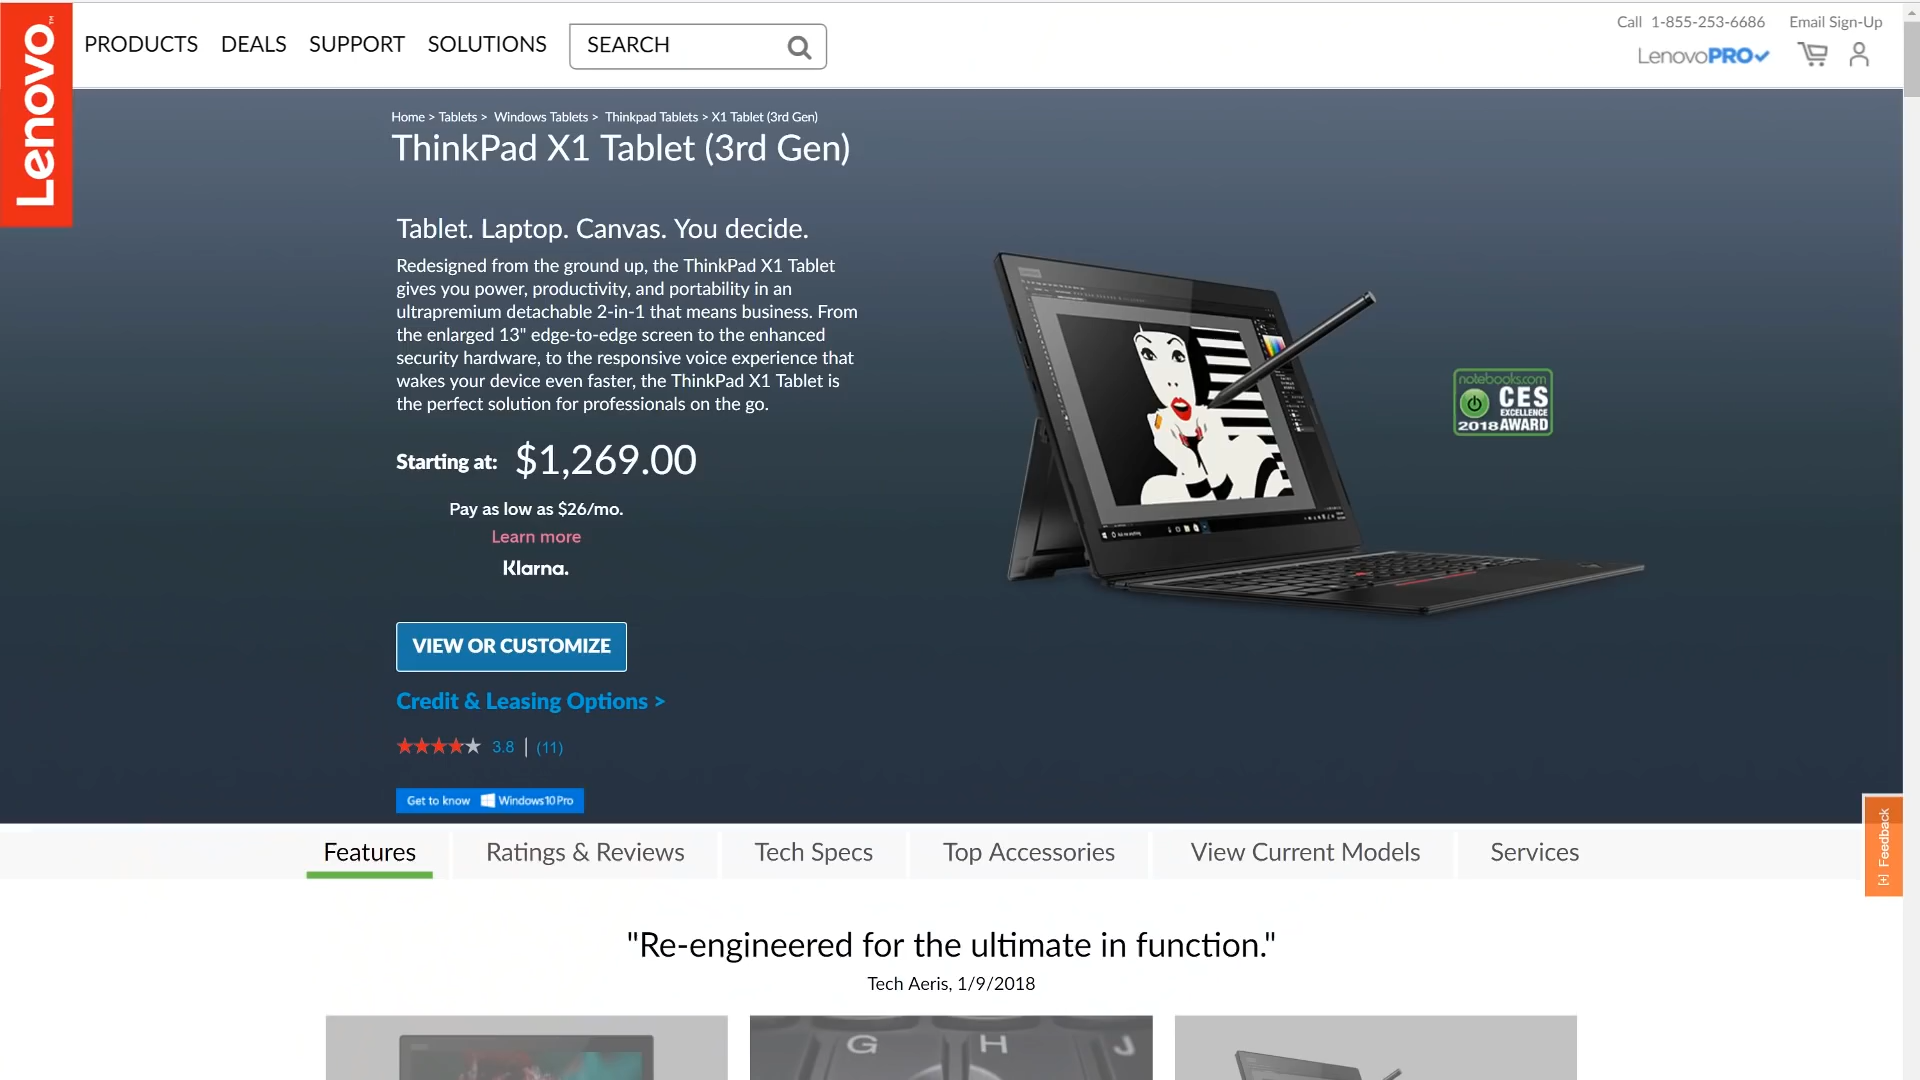 Lenovo
PRODUCTS DEALS SUPPORT SOLUTIONS SEARCH
Call 1-855-253-6686 Email Sign-Up
LenovoPRO
Home > Tablets > Windows Tablets > Thinkpad Tablets > X1 Tablet (3rd Gen)
ThinkPad X1 Tablet (3rd Gen)
Tablet. Laptop. Canvas. You decide.
Redesigned from the ground up, the ThinkPad X1 Tablet
gives you power, productivity, and portability in an
ultrapremium detachable 2-in-1 that means business. From
the enlarged 13" edge-to-edge screen to the enhanced
security hardware, to the responsive voice experience that
wakes your device even faster, the ThinkPad X1 Tablet is
the perfect solution for professionals on the go.
notebooks.com
CES
EXCELLENCE
2018 AWARD
Starting at: $1,269.00
Pay as low as $26/mo.
Learn more
Klarna.
VIEW OR CUSTOMIZE
Credit & Leasing Options >
3.8 | (11)
Get to know Windows 10 Pro
[+] Feedback
Features Ratings & Reviews Tech Specs Top Accessories View Current Models Services
"Re-engineered for the ultimate in function."
Tech Aeris, 1/9/2018
G H J